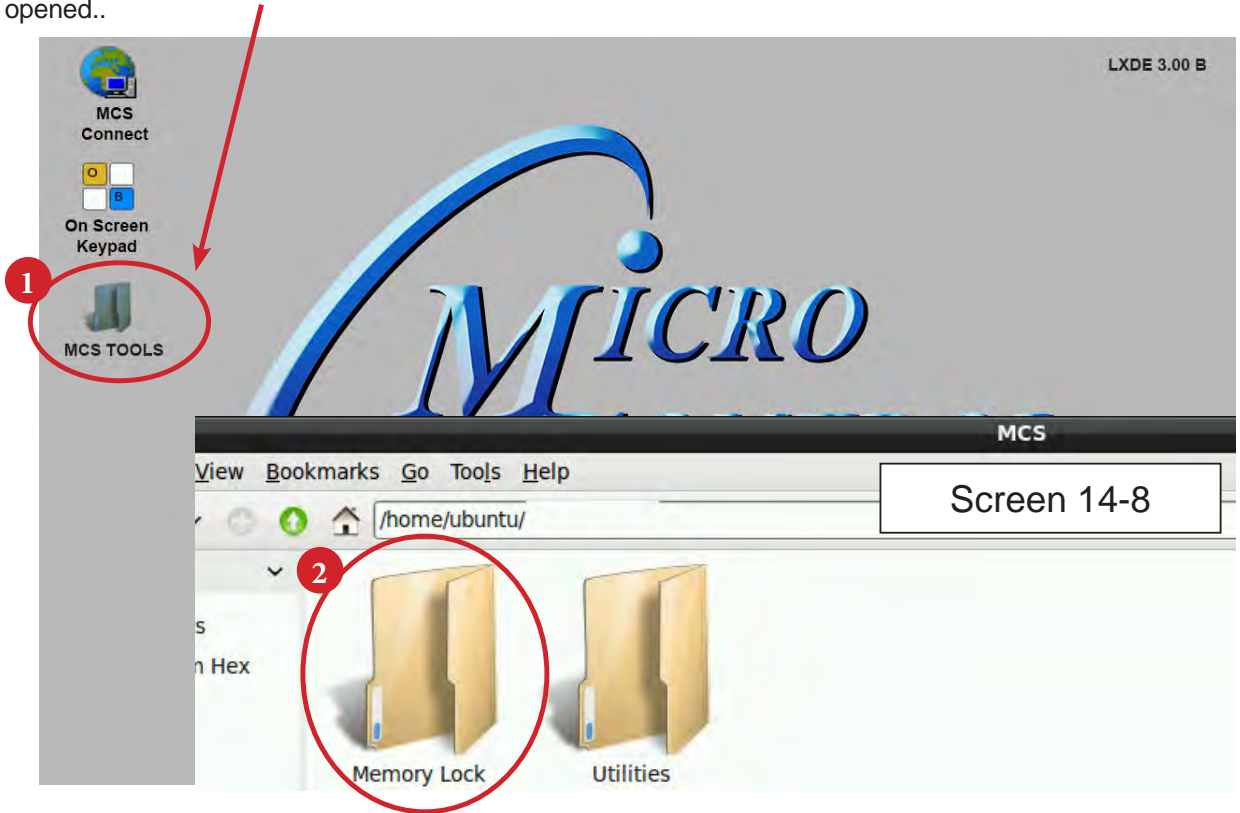 opened..
LXDE 3.00 B
MCS
Connect
O
B
On Screen
Keypad
1
MCS TOOLS
MICRO
MCS
View Bookmarks Go Tools Help
Screen 14-8
/home/ubuntu/
2
s
Hex
Memory Lock
Utilities